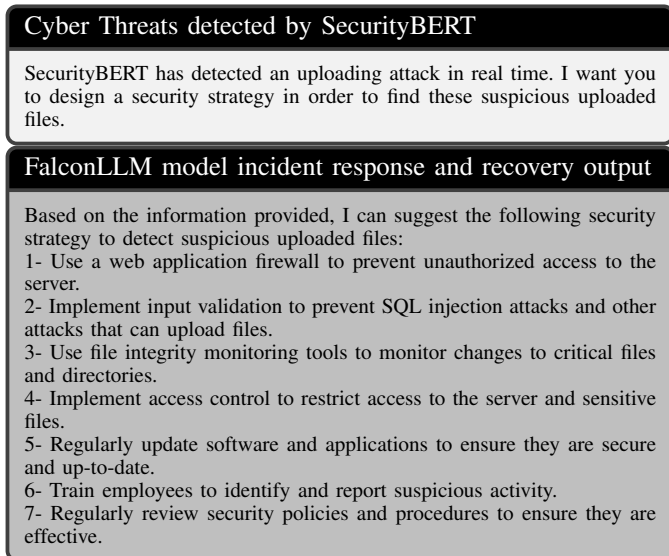 Cyber Threats detected by SecurityBERT
SecurityBERT has detected an uploading attack in real time. I want you
to design a security strategy in order to find these suspicious uploaded
files.
FalconLLM model incident response and recovery output
Based on the information provided, I can suggest the following security
strategy to detect suspicious uploaded files:
1- Use a web application firewall to prevent unauthorized access to the
server.
2- Implement input validation to prevent SQL injection attacks and other
attacks that can upload files.
3- Use file integrity monitoring tools to monitor changes to critical files
and directories.
4- Implement access control to restrict access to the server and sensitive
files.
5- Regularly update software and applications to ensure they are secure
and up-to-date.
6- Train employees to identify and report suspicious activity.
7- Regularly review security policies and procedures to ensure they are
effective.